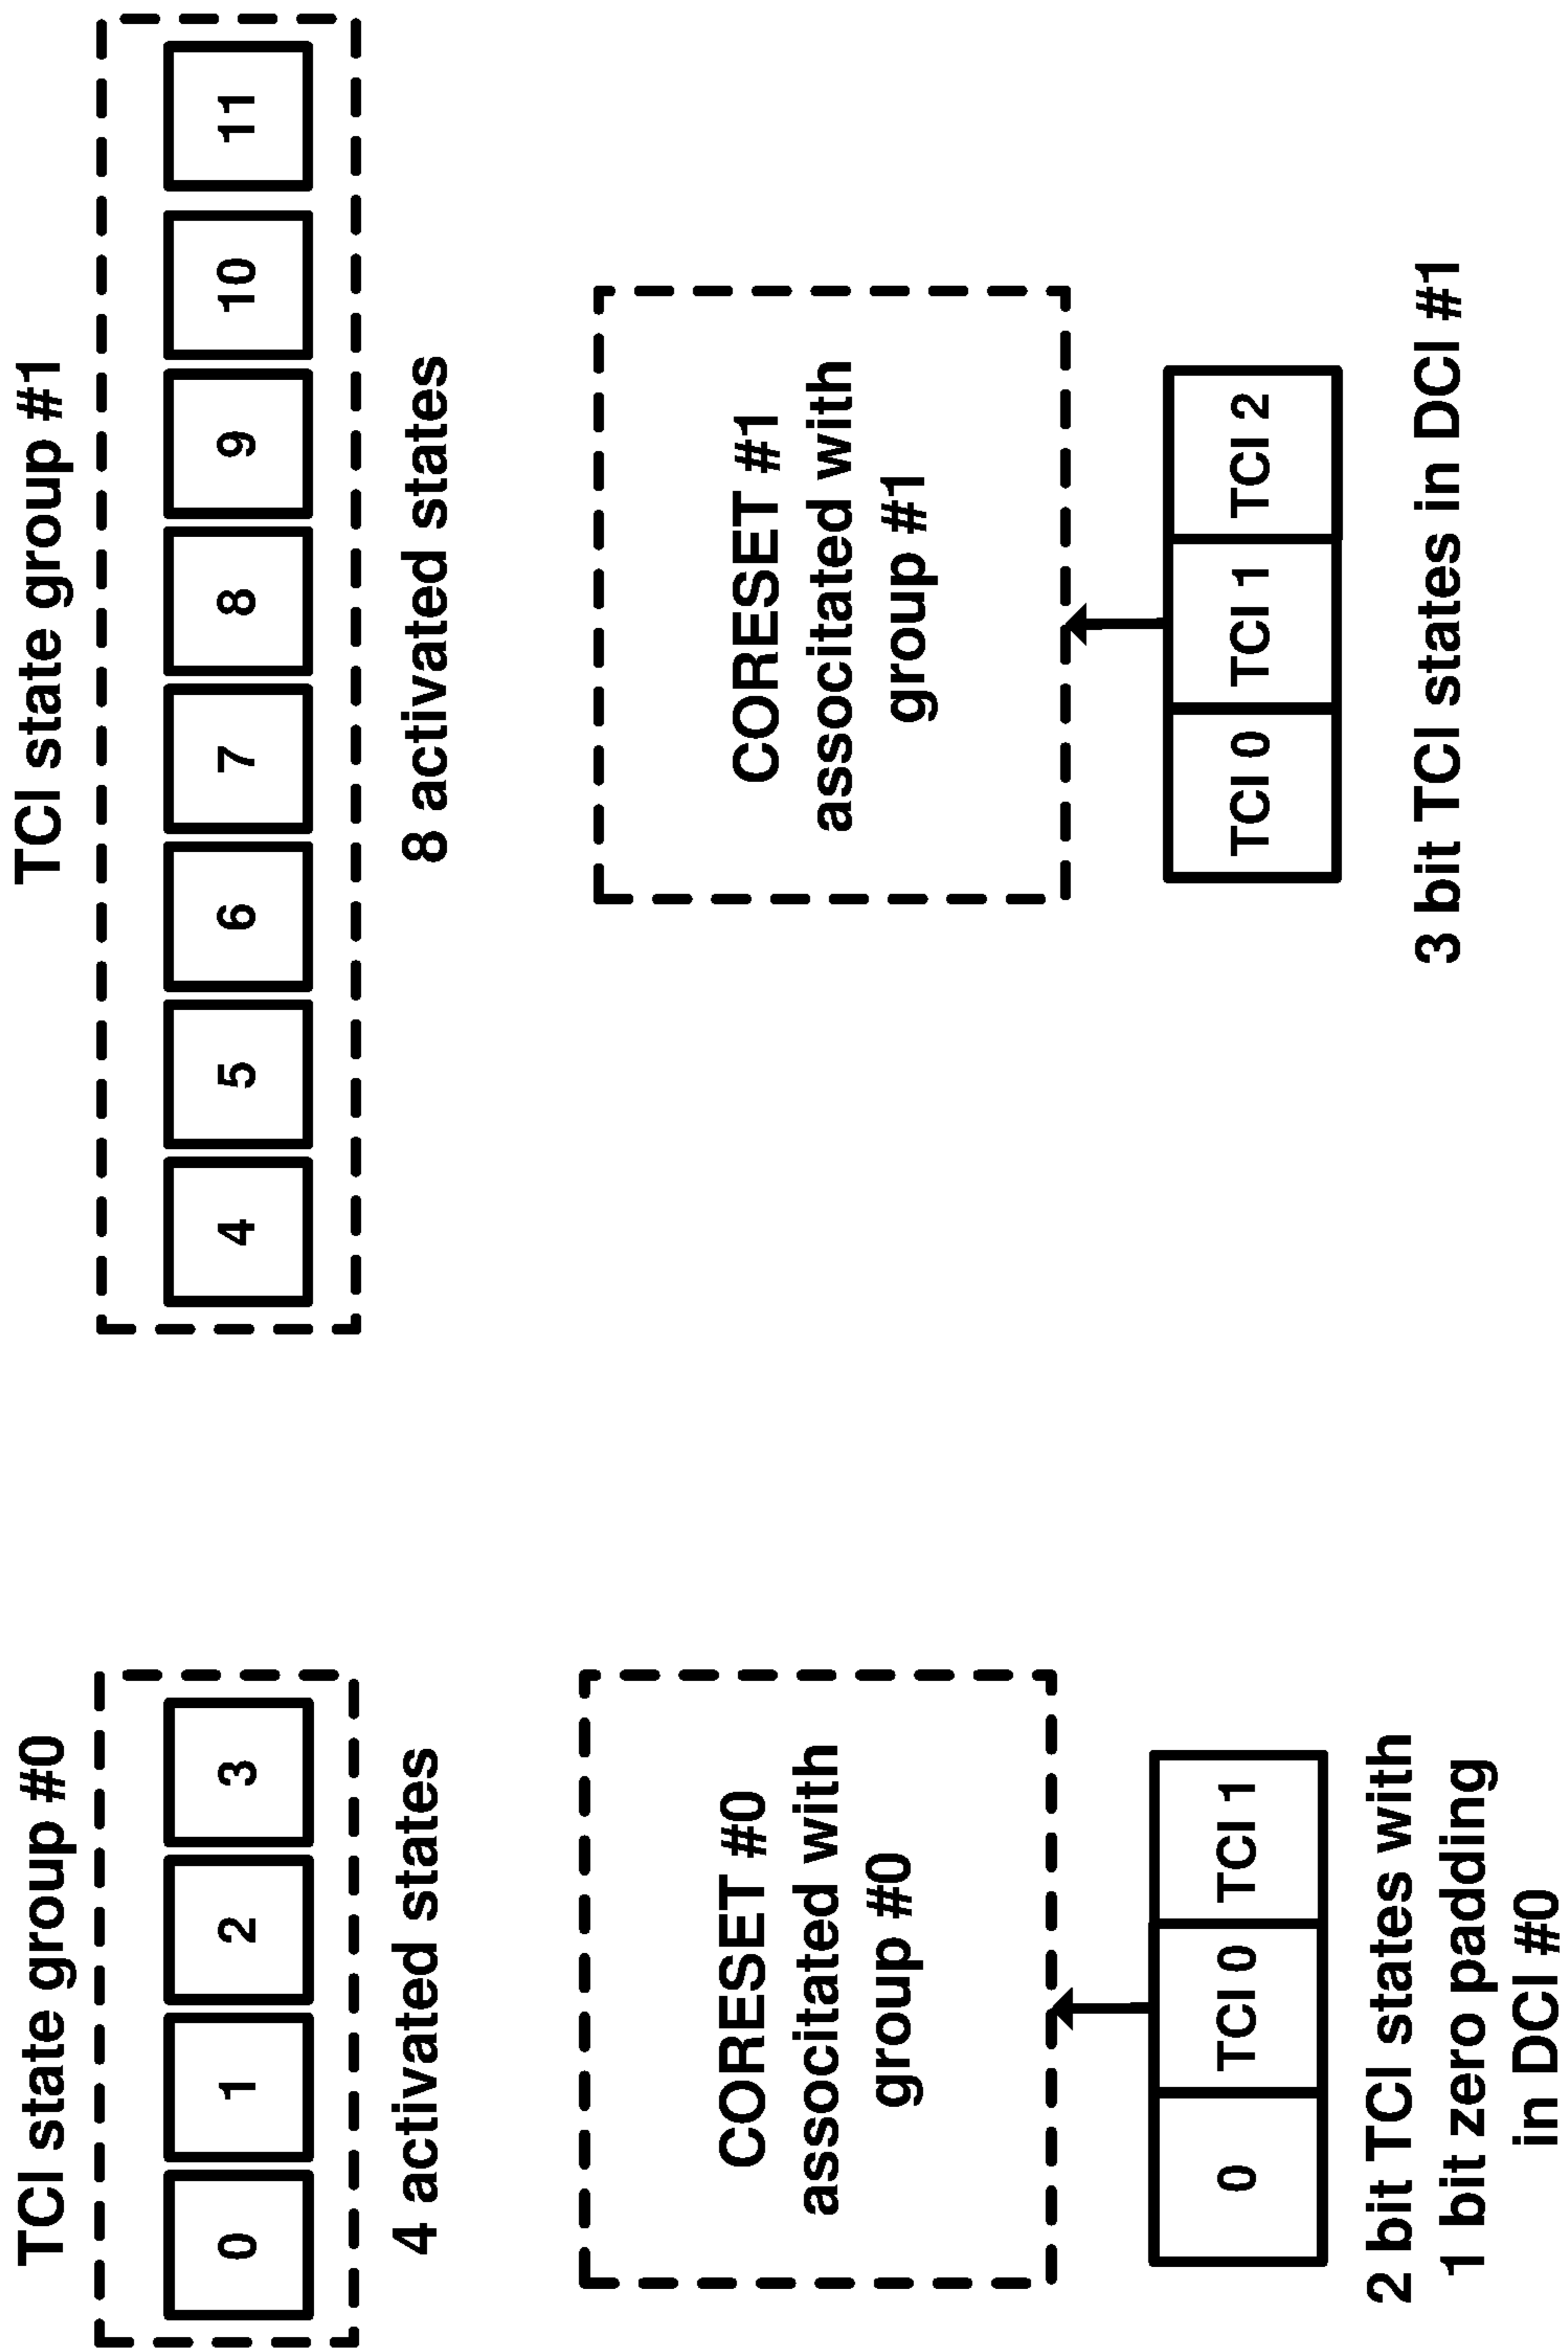 TCI state group #0
0 1 2 3
4 activated states
CORESET #0
associtated with
group #0
0 TCI 0 TCI 1
2 bit TCI states with
1 bit zero padding
in DCI #0
TCI state group #1
4 5 6 7 8 9 10 11
8 activated states
CORESET #1
associtated with
group #1
TCI 0 TCI 1 TCI 2
3 bit TCI states in DCI #1